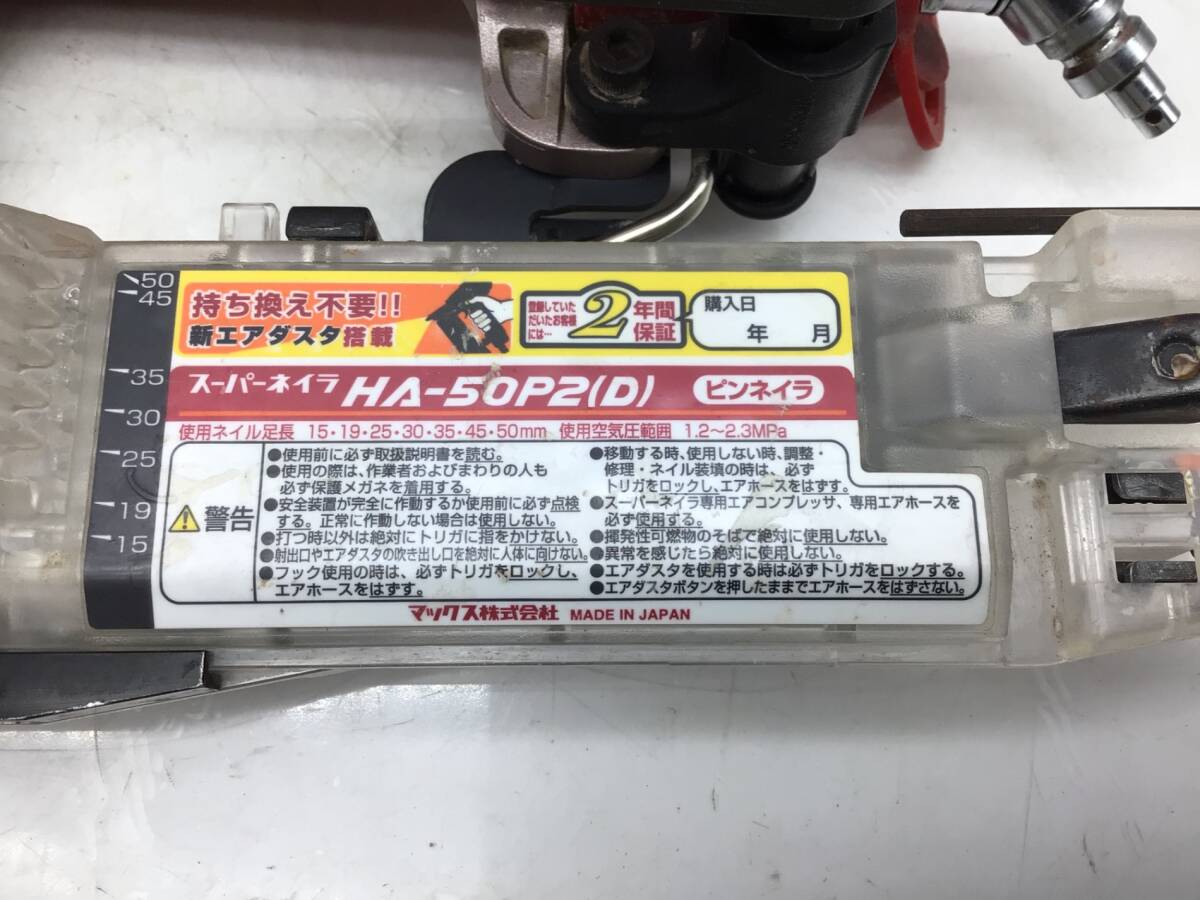 持ち換え不要!!
新エアダスタ搭載
登録していた
だいたお客様
には…
2年間
保証
購入日
年 月
スーパーネイラ HA-50P2(D) ピンネイラ
使用ネイル足長 15・19・25・30・35・45・50mm 使用空気圧範囲 1.2～2.3MPa
警告
●使用前に必ず取扱説明書を読む。
●使用の際は、作業者およびまわりの人も
必ず保護メガネを着用する。
●安全装置が完全に作動するか使用前に必ず点検
する。正常に作動しない場合は使用しない。
●打つ時以外は絶対にトリガに指をかけない。
●射出口やエアダスタの吹き出し口を絶対に人体に向けない。
●フック使用の時は、必ずトリガをロックし、
エアホースをはずす。
●移動する時、使用しない時、調整・
修理・ネイル装填の時は、必ず
トリガをロックし、エアホースをはずす。
●スーパーネイラ専用エアコンプレッサ、専用エアホースを
必ず使用する。
●揮発性可燃物のそばで絶対に使用しない。
●異常を感じたら絶対に使用しない。
●エアダスタを使用する時は必ずトリガをロックする。
●エアダスタボタンを押したままでエアホースをはずさない。
マックス株式会社 MADE IN JAPAN
50
45
35
30
25
19
15